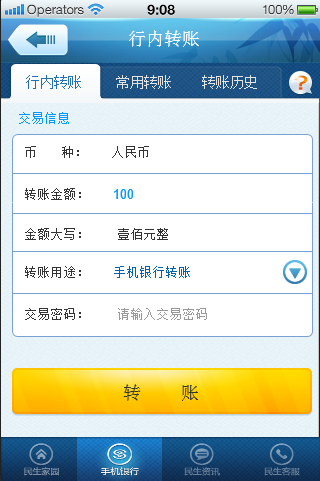 Operators 9:08 100%
行内转账
行内转账 常用转账 转账历史 ?
交易信息
币 种： 人民币
转账金额： 100
金额大写： 壹佰元整
转账用途： 手机银行转账
交易密码： 请输入交易密码
转 账
民生家园 手机银行 民生资讯 民生客服